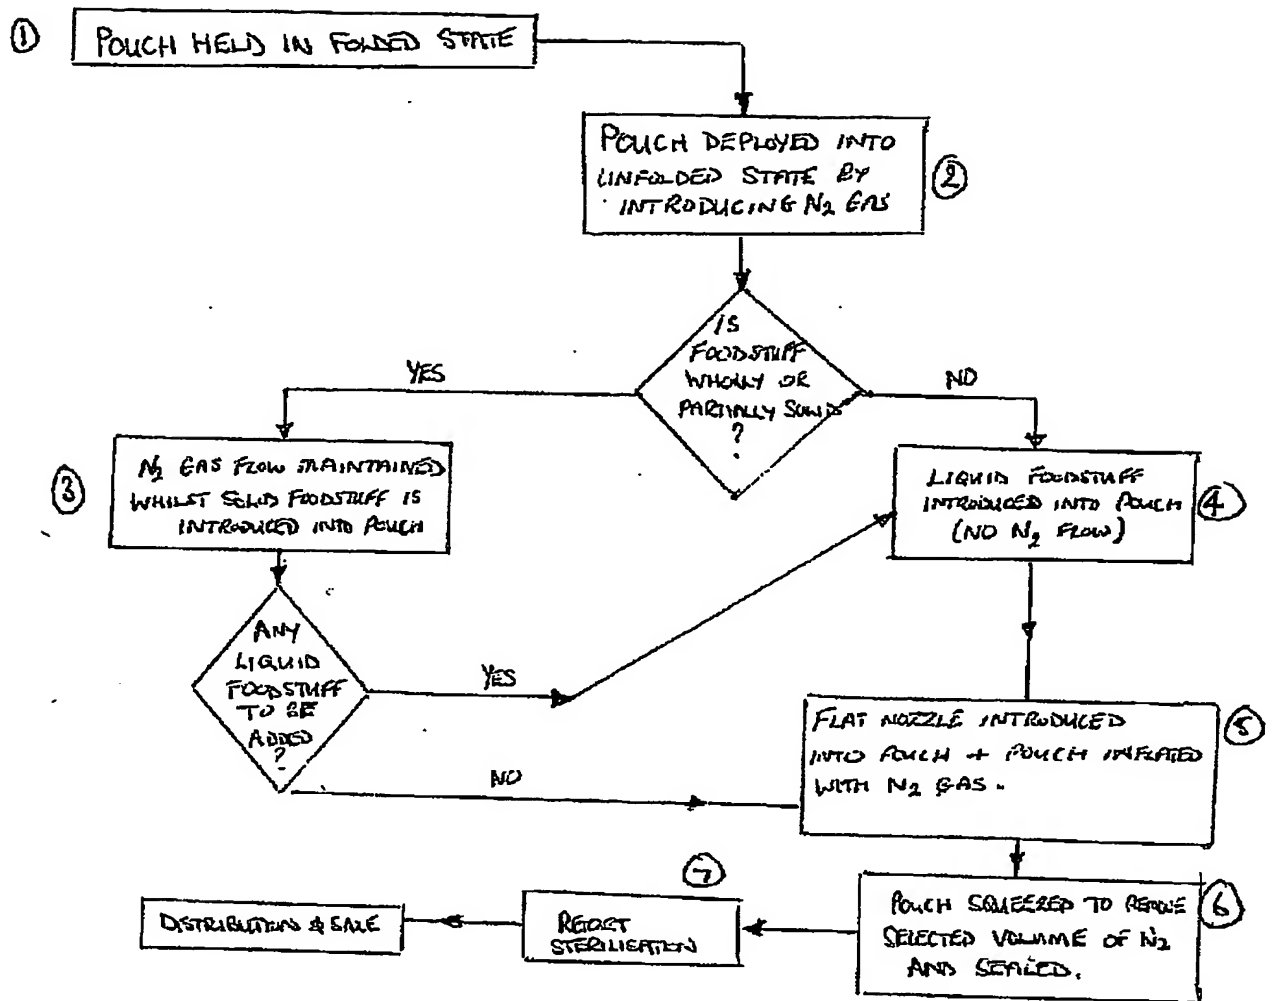 ① POUCH HELD IN FOLDED STATE
POUCH DEPLOYED INTO
UNFOLDED STATE BY
INTRODUCING N₂ GAS
②
IS
FOODSTUFF
WHOLLY OR
PARTIALLY SOLID
?
YES
NO
③
N₂ GAS FLOW MAINTAINED
WHILST SOLID FOODSTUFF IS
INTRODUCED INTO POUCH
LIQUID FOODSTUFF
INTRODUCED INTO POUCH
(NO N₂ FLOW)
④
ANY
LIQUID
FOODSTUFF
TO BE
ADDED
?
YES
NO
FLAT NOZZLE INTRODUCED
INTO POUCH + POUCH INFLATED
WITH N₂ GAS.
⑤
POUCH SQUEEZED TO REMOVE
SELECTED VOLUME OF N₂
AND SEALED.
⑥
⑦
RETORT
STERILISATION
DISTRIBUTION & SALE